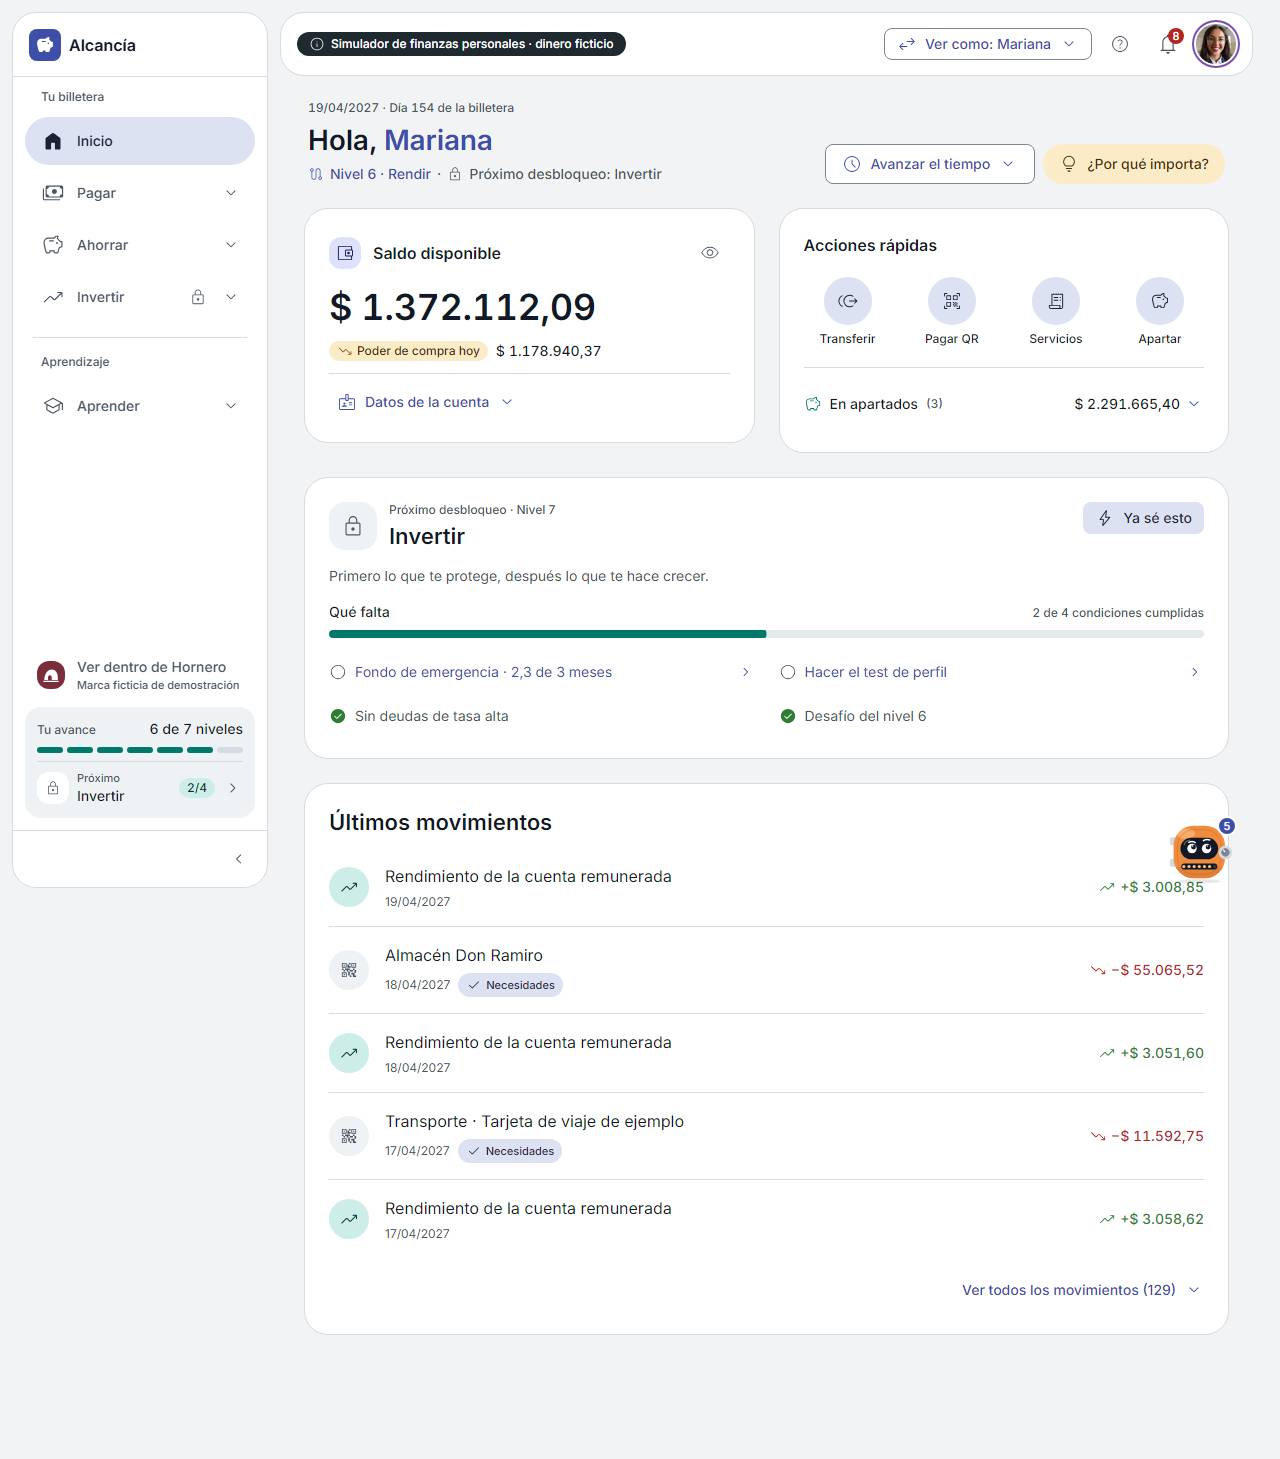 Alcancía
Tu billetera
Inicio
Pagar
Ahorrar
Invertir
Aprendizaje
Aprender
Ver dentro de Hornero
Marca ficticia de demostración
Tu avance 6 de 7 niveles
Próximo
Invertir 2/4
Simulador de finanzas personales · dinero ficticio
Ver como: Mariana
8
19/04/2027 · Día 154 de la billetera
Hola, Mariana
Nivel 6 · Rendir · Próximo desbloqueo: Invertir
Avanzar el tiempo
¿Por qué importa?
Saldo disponible
$ 1.372.112,09
Poder de compra hoy $ 1.178.940,37
Datos de la cuenta
Acciones rápidas
Transferir Pagar QR Servicios Apartar
En apartados (3) $ 2.291.665,40
Próximo desbloqueo · Nivel 7
Invertir
Ya sé esto
Primero lo que te protege, después lo que te hace crecer.
Qué falta 2 de 4 condiciones cumplidas
Fondo de emergencia · 2,3 de 3 meses
Hacer el test de perfil
Sin deudas de tasa alta
Desafío del nivel 6
Últimos movimientos
5
Rendimiento de la cuenta remunerada
19/04/2027
+$ 3.008,85
Almacén Don Ramiro
18/04/2027 Necesidades
−$ 55.065,52
Rendimiento de la cuenta remunerada
18/04/2027
+$ 3.051,60
Transporte · Tarjeta de viaje de ejemplo
17/04/2027 Necesidades
−$ 11.592,75
Rendimiento de la cuenta remunerada
17/04/2027
+$ 3.058,62
Ver todos los movimientos (129)